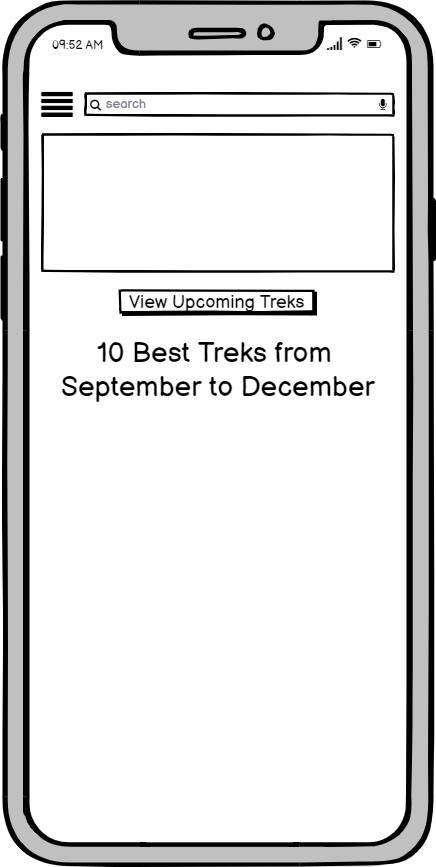 09:52 AM
search
View Upcoming Treks
10 Best Treks from
September to December